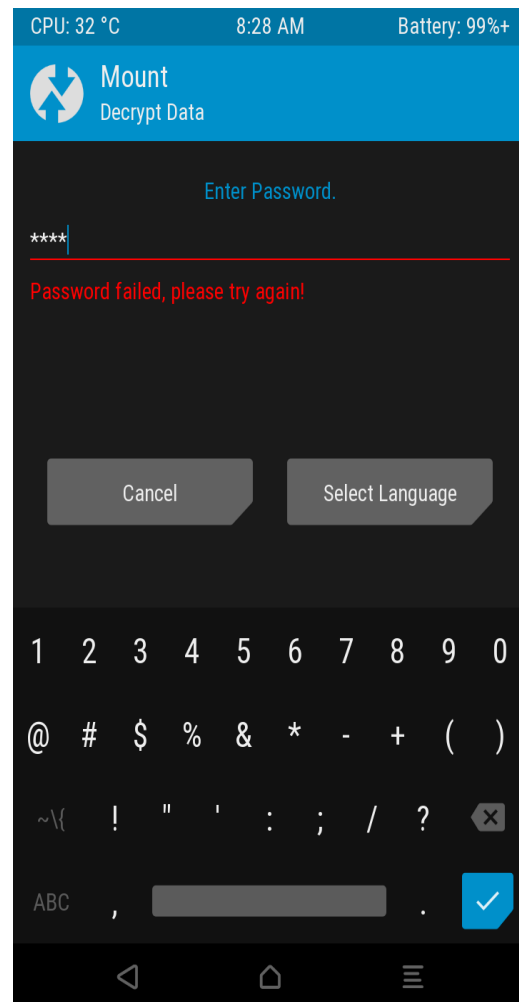 CPU: 32 °C 8:28 AM Battery: 99%+
Mount
Decrypt Data
Enter Password.
****
Password failed, please try again!
Cancel Select Language
1 2 3 4 5 6 7 8 9 0
@ # $ % & * - + ( )
~\{ ! " ' : ; / ?
ABC , .